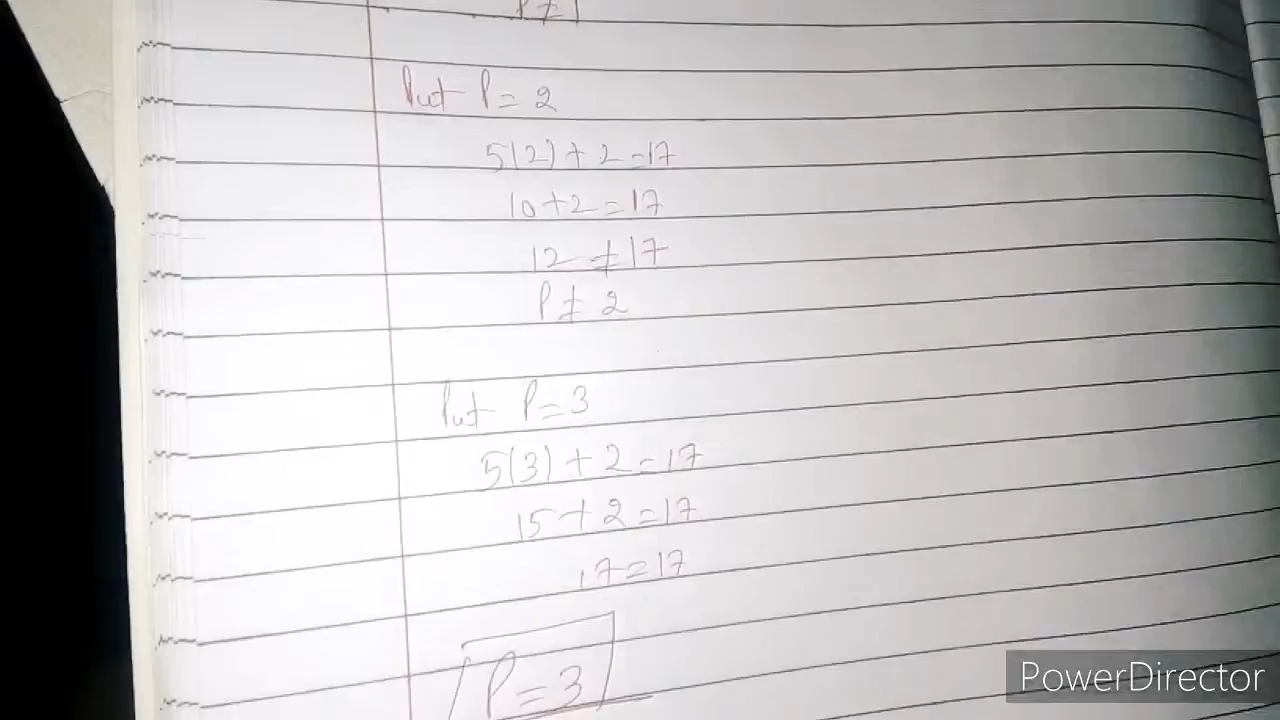 P ≠ 1
Put P = 2
5(2) + 2 = 17
10 + 2 = 17
12 ≠ 17
P ≠ 2
Put P = 3
5(3) + 2 = 17
15 + 2 = 17
17 = 17
P = 3
PowerDirector